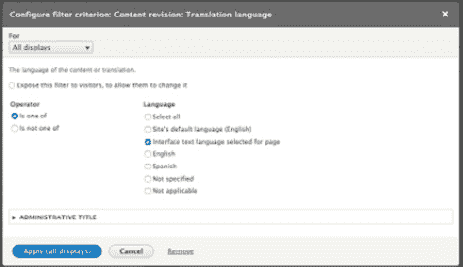 Configure filter criterion: Content revision: Translation language
For
All displays
The language of the content or translation.
Expose this filter to visitors, to allow them to change it
Operator
Is one of
Is not one of
Language
Select all
Site's default language (English)
Interface text language selected for page
English
Spanish
Not specified
Not applicable
ADMINISTRATIVE TITLE
Apply (all displays)
Cancel
Remove